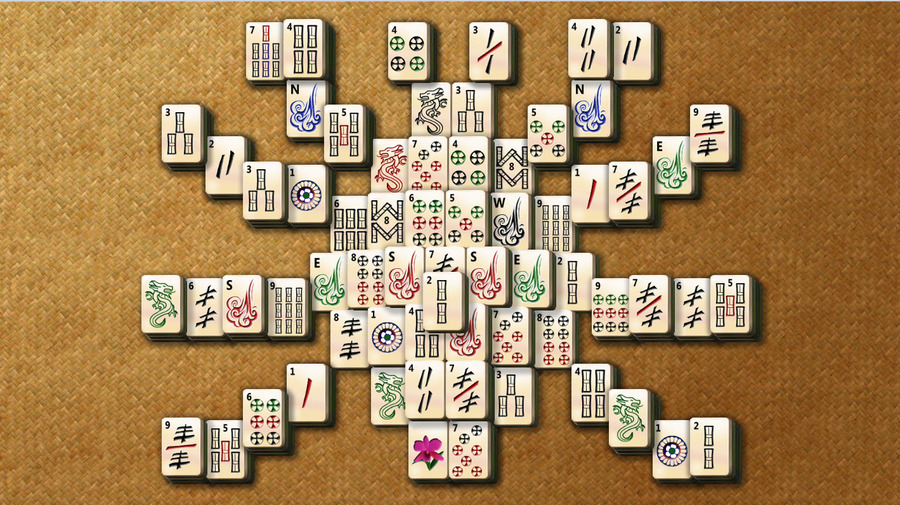 7 4 4 3 4 2
N 3 N
3 5 5 9
2 7 4 8 E
3 1 1 7
6 8 6 5 W 9
E 8 S 7 S E 2
6 S 9 2 9 7 6 5
8 1 4 7 8
1 4 7 3 4
6
9 5 7 1 2